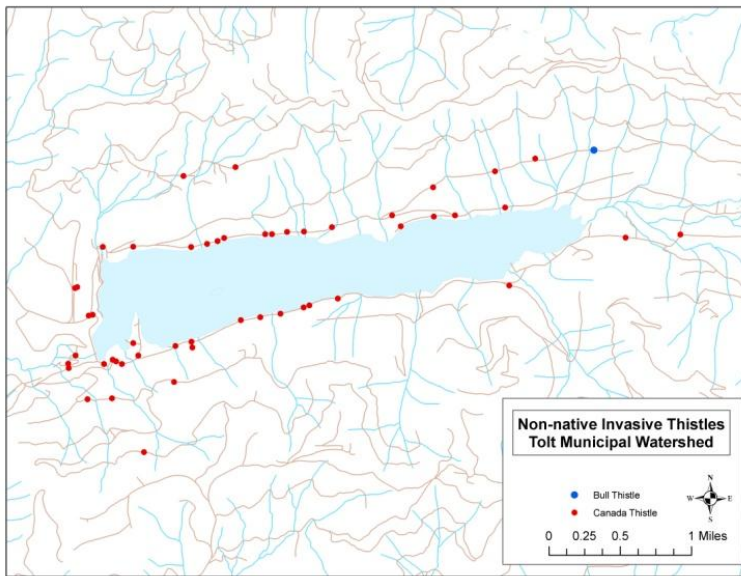 Non-native Invasive Thistles
Tolt Municipal Watershed
Bull Thistle
Canada Thistle
N
W E
S
0 0.25 0.5 1 Miles